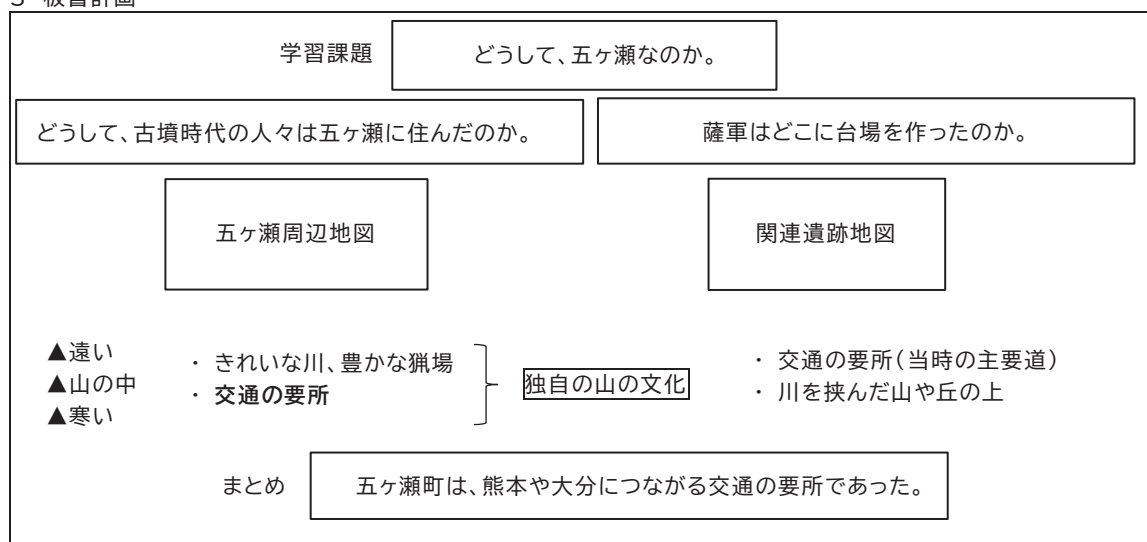 学習課題 どうして、五ヶ瀬なのか。
どうして、古墳時代の人々は五ヶ瀬に住んだのか。
薩軍はどこに台場を作ったのか。
五ヶ瀬周辺地図
関連遺跡地図
▲遠い
▲山の中
▲寒い
・ きれいな川、豊かな猟場
・ 交通の要所
独自の山の文化
・ 交通の要所(当時の主要道)
・ 川を挟んだ山や丘の上
まとめ 五ヶ瀬町は、熊本や大分につながる交通の要所であった。